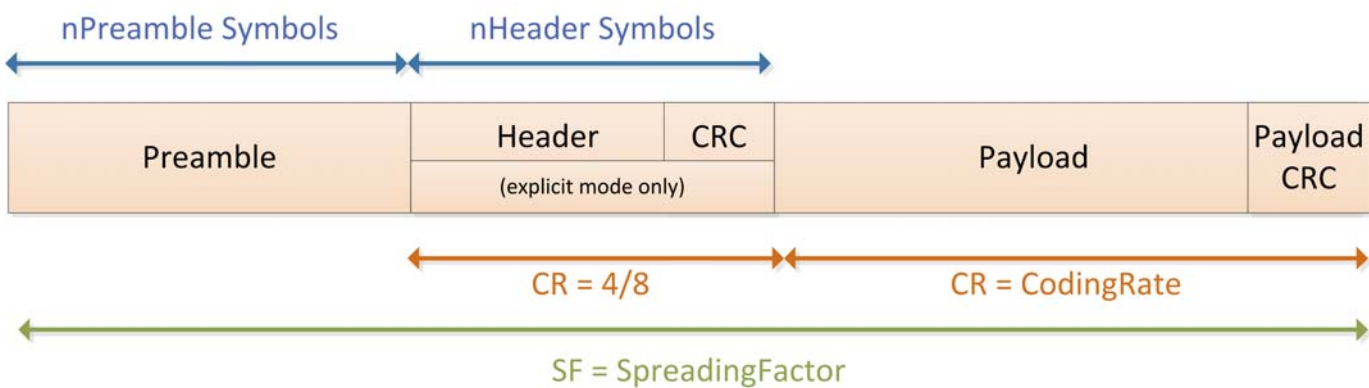 nPreamble Symbols
nHeader Symbols
Preamble
Header
CRC
(explicit mode only)
Payload
Payload
CRC
CR = 4/8
CR = CodingRate
SF = SpreadingFactor